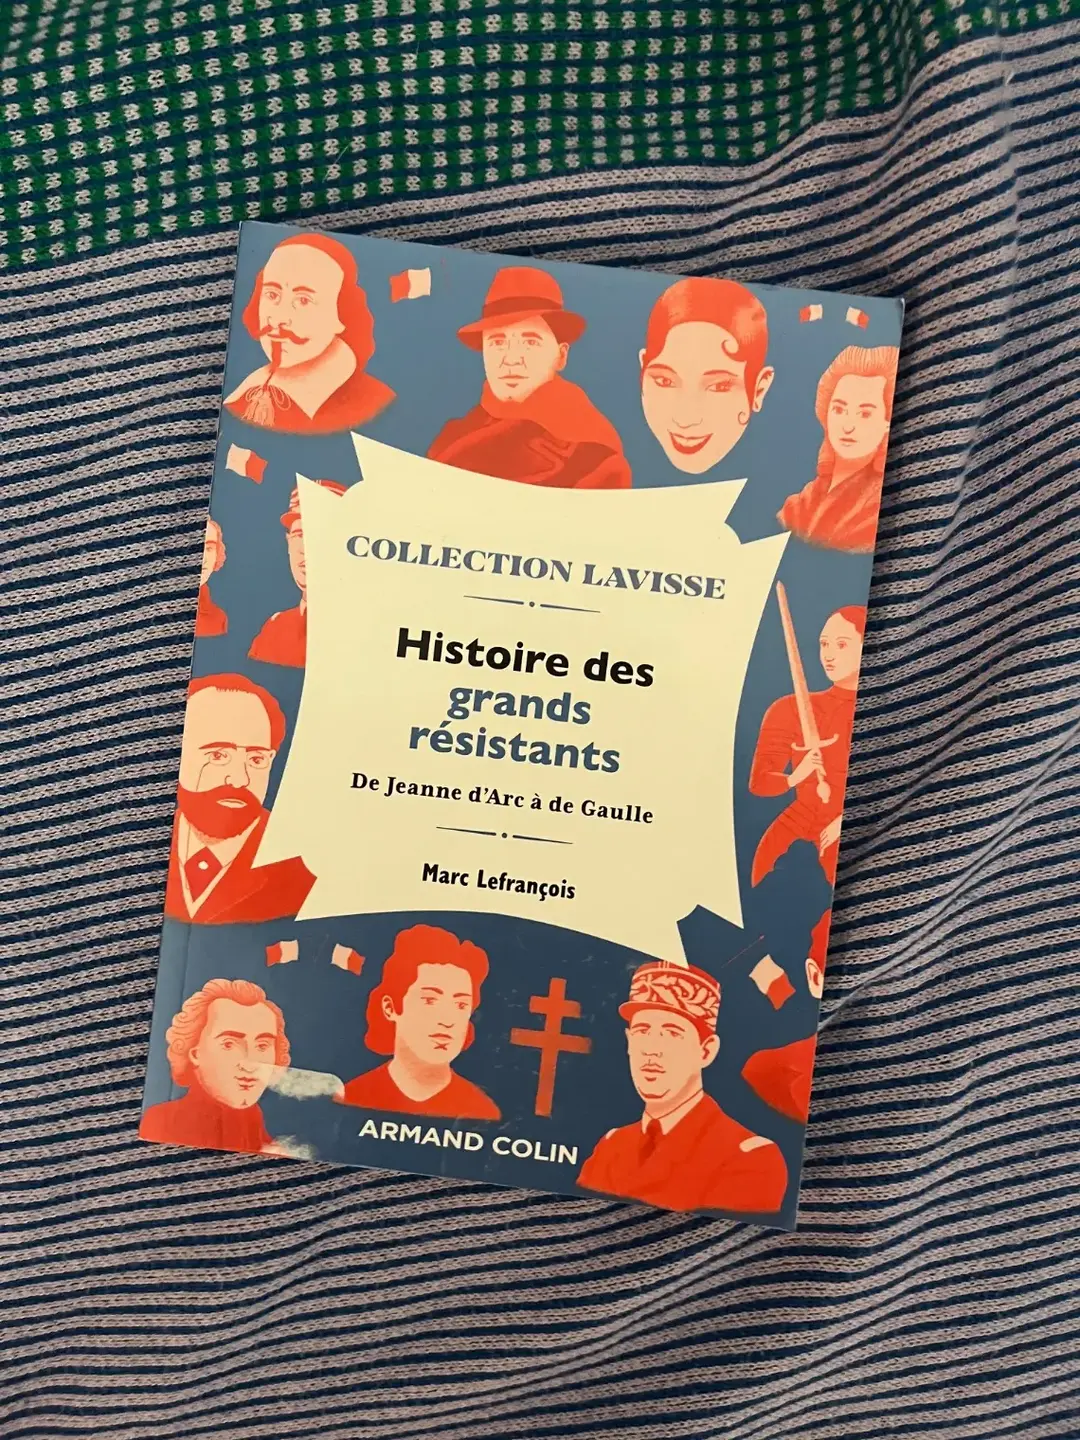 COLLECTION LAVISSE
Histoire des
grands
résistants
De Jeanne d'Arc à de Gaulle
Marc Lefrançois
ARMAND COLIN